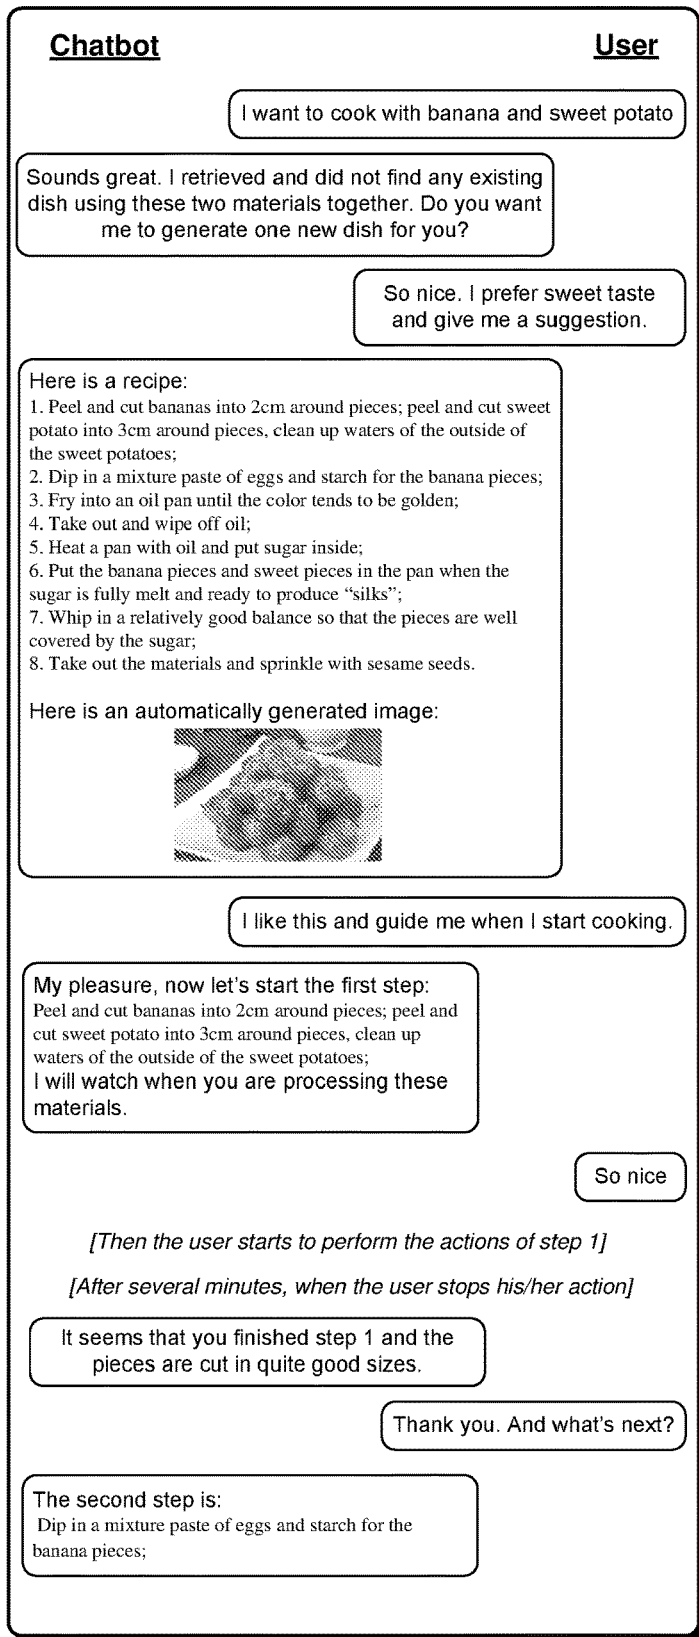 Chatbot
User
I want to cook with banana and sweet potato
Sounds great. I retrieved and did not find any existing
dish using these two materials together. Do you want
me to generate one new dish for you?
So nice. I prefer sweet taste
and give me a suggestion.
Here is a recipe:
1. Peel and cut bananas into 2cm around pieces; peel and cut sweet
potato into 3cm around pieces, clean up waters of the outside of
the sweet potatoes;
2. Dip in a mixture paste of eggs and starch for the banana pieces;
3. Fry into an oil pan until the color tends to be golden;
4. Take out and wipe off oil;
5. Heat a pan with oil and put sugar inside;
6. Put the banana pieces and sweet pieces in the pan when the
sugar is fully melt and ready to produce “silks”;
7. Whip in a relatively good balance so that the pieces are well
covered by the sugar;
8. Take out the materials and sprinkle with sesame seeds.
Here is an automatically generated image:
I like this and guide me when I start cooking.
My pleasure, now let’s start the first step:
Peel and cut bananas into 2cm around pieces; peel and
cut sweet potato into 3cm around pieces, clean up
waters of the outside of the sweet potatoes;
I will watch when you are processing these
materials.
So nice
[Then the user starts to perform the actions of step 1]
[After several minutes, when the user stops his/her action]
It seems that you finished step 1 and the
pieces are cut in quite good sizes.
Thank you. And what’s next?
The second step is:
Dip in a mixture paste of eggs and starch for the
banana pieces;